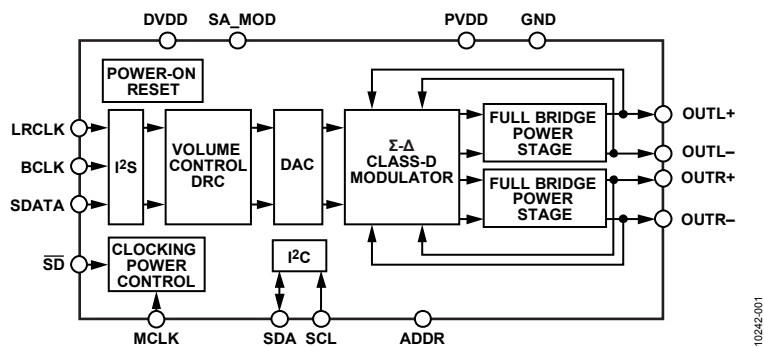 DVDD SA_MOD PVDD GND
POWER-ON
RESET
LRCLK
BCLK
SDATA
I²S
VOLUME
CONTROL
DRC
DAC
Σ-Δ
CLASS-D
MODULATOR
FULL BRIDGE
POWER
STAGE
FULL BRIDGE
POWER
STAGE
OUTL+
OUTL–
OUTR+
OUTR–
S̅D̅
CLOCKING
POWER
CONTROL
I²C
MCLK SDA SCL ADDR
10242-001